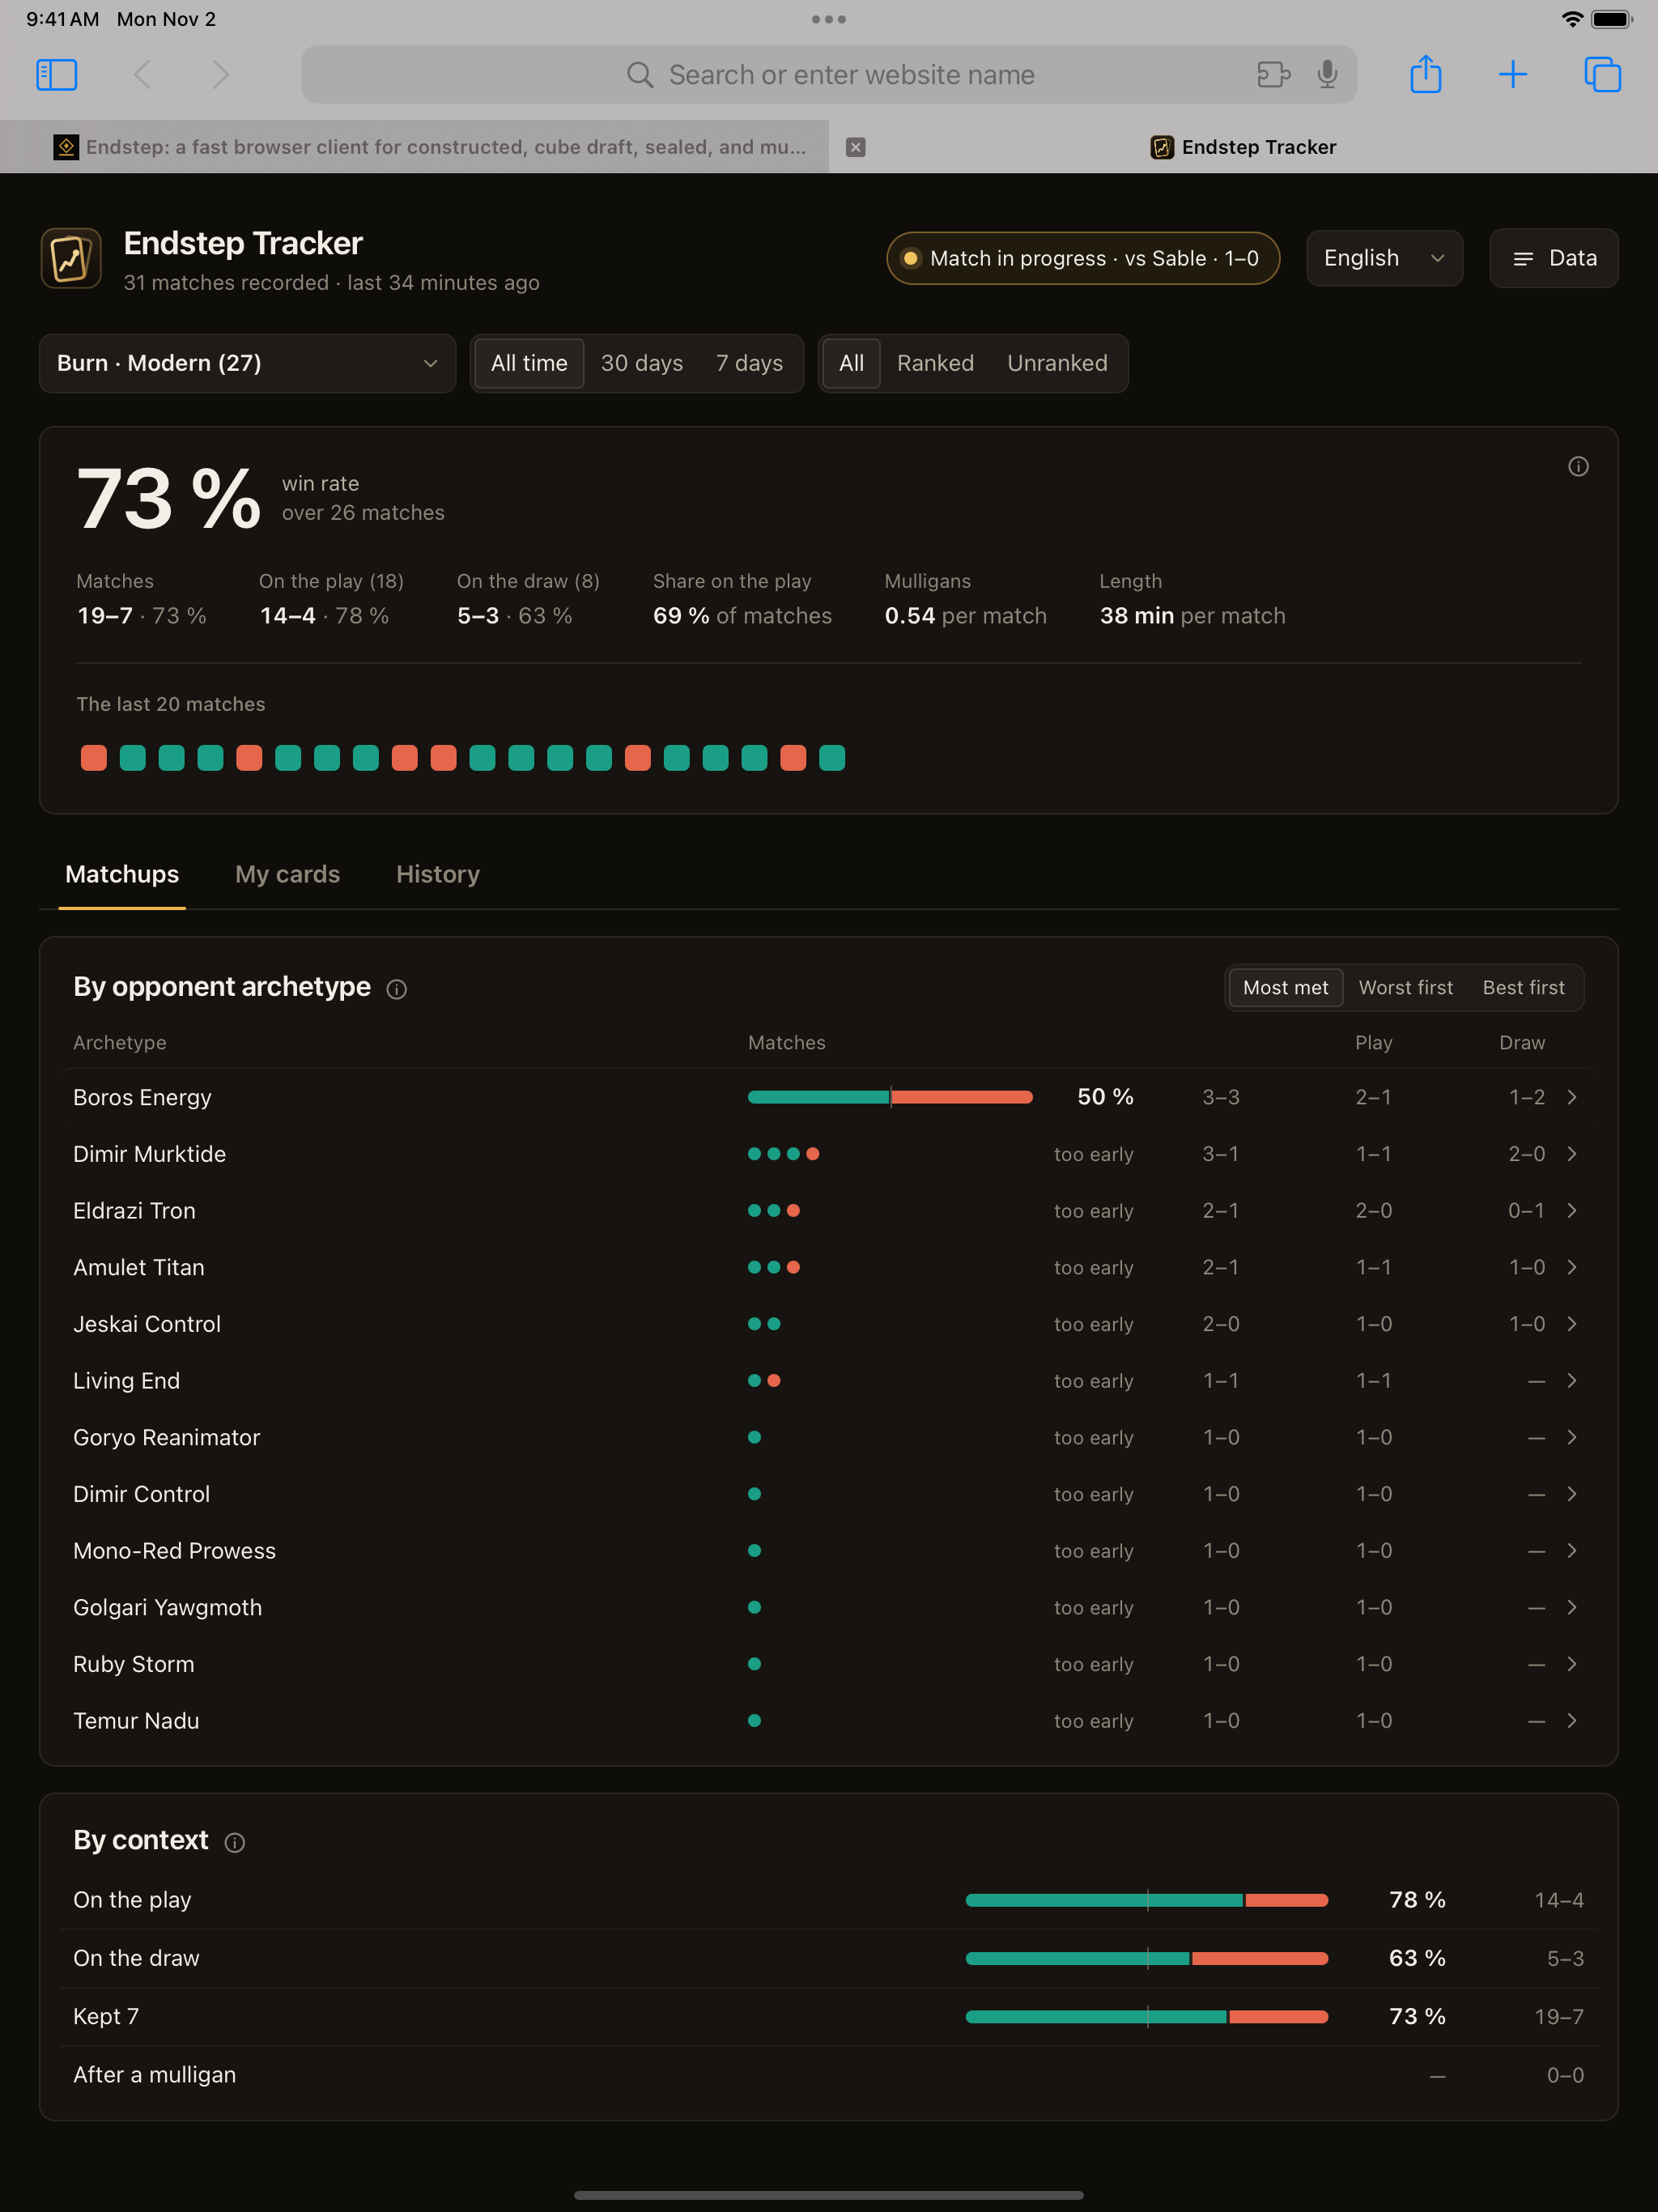 9:41 AM Mon Nov 2
Search or enter website name
Endstep: a fast browser client for constructed, cube draft, sealed, and mu...
Endstep Tracker
Endstep Tracker
31 matches recorded · last 34 minutes ago
Match in progress · vs Sable · 1–0
English
Data
Burn · Modern (27)
All time 30 days 7 days
All Ranked Unranked
73 %
win rate
over 26 matches
Matches
19–7 · 73 %
On the play (18)
14–4 · 78 %
On the draw (8)
5–3 · 63 %
Share on the play
69 % of matches
Mulligans
0.54 per match
Length
38 min per match
The last 20 matches
Matchups My cards History
By opponent archetype
Most met Worst first Best first
Archetype Matches Play Draw
Boros Energy 50 % 3–3 2–1 1–2
Dimir Murktide too early 3–1 1–1 2–0
Eldrazi Tron too early 2–1 2–0 0–1
Amulet Titan too early 2–1 1–1 1–0
Jeskai Control too early 2–0 1–0 1–0
Living End too early 1–1 1–1 —
Goryo Reanimator too early 1–0 1–0 —
Dimir Control too early 1–0 1–0 —
Mono-Red Prowess too early 1–0 1–0 —
Golgari Yawgmoth too early 1–0 1–0 —
Ruby Storm too early 1–0 1–0 —
Temur Nadu too early 1–0 1–0 —
By context
On the play 78 % 14–4
On the draw 63 % 5–3
Kept 7 73 % 19–7
After a mulligan — 0–0